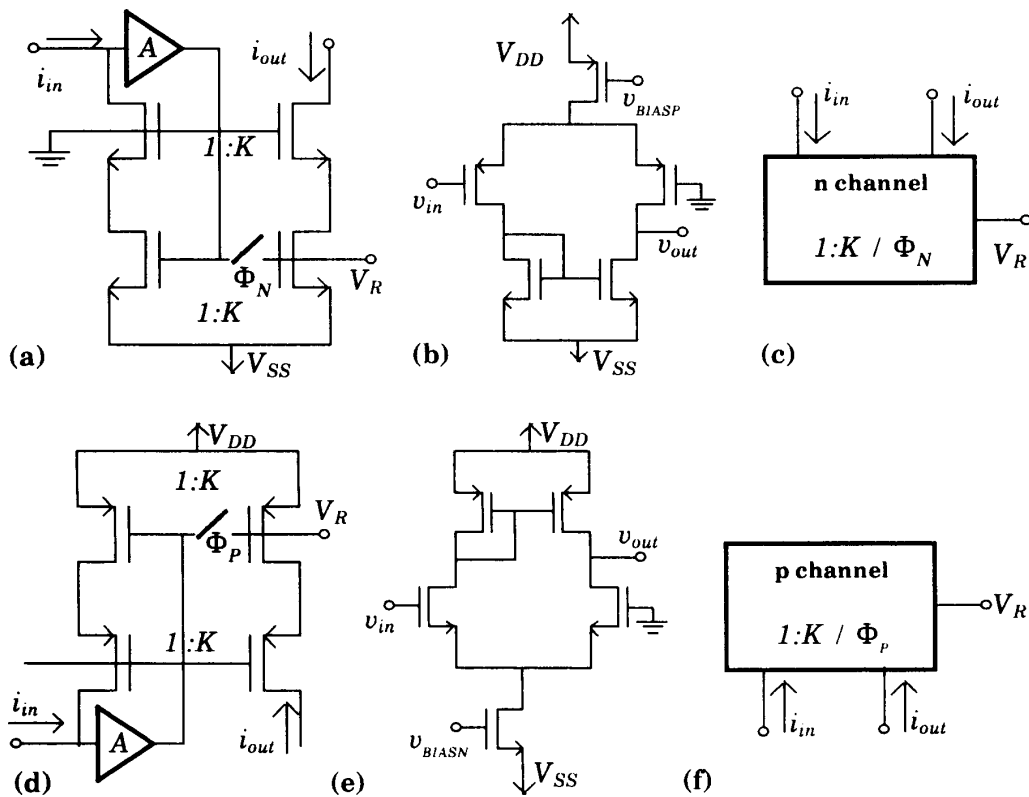 A
i_in
i_out
1:K
Φ_N
V_R
1:K
V_SS
(a)
V_DD
v_BIASP
v_in
v_out
V_SS
(b)
i_in
i_out
n channel
1:K / Φ_N
V_R
(c)
V_DD
1:K
V_R
Φ_P
1:K
i_in
A
i_out
(d)
V_DD
v_out
v_in
v_BIASN
V_SS
(e)
p channel
V_R
1:K / Φ_P
i_in
i_out
(f)